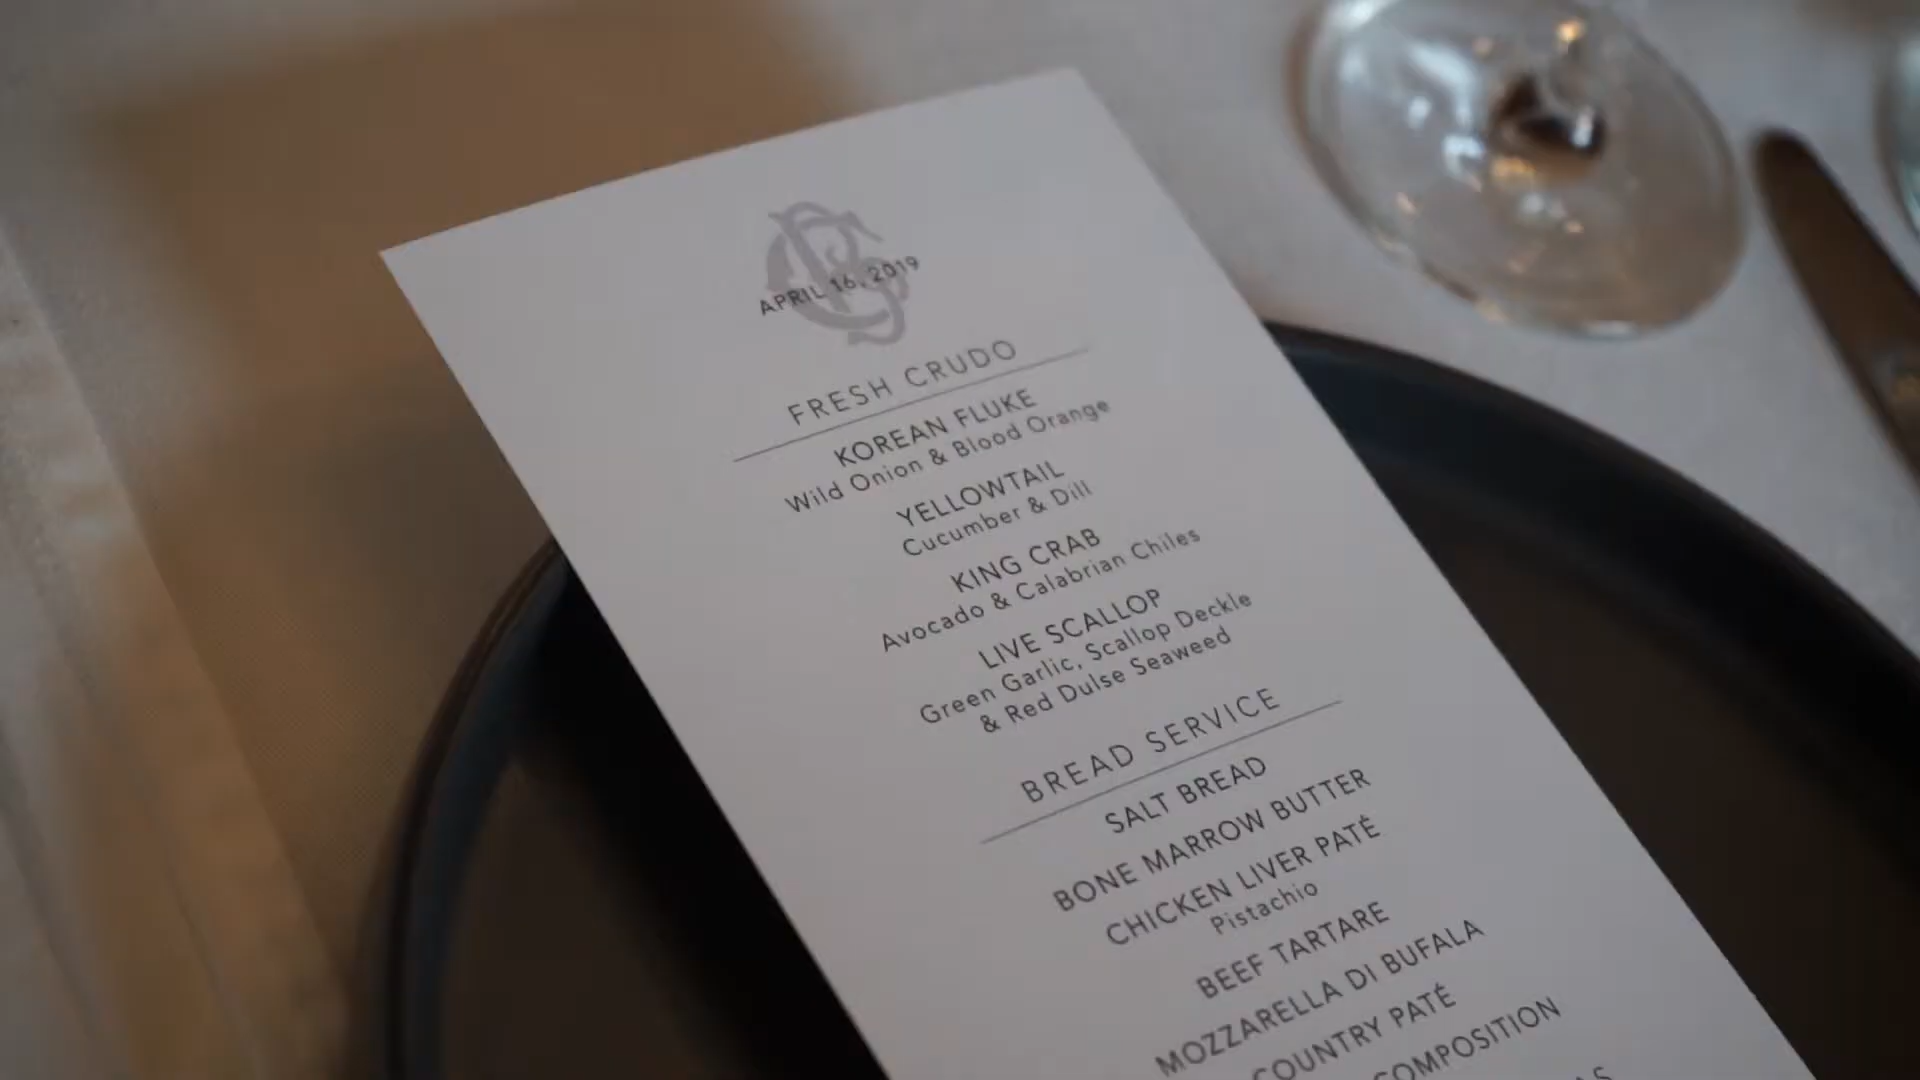 APRIL 16, 2019
FRESH CRUDO
KOREAN FLUKE
Wild Onion & Blood Orange
YELLOWTAIL
Cucumber & Dill
KING CRAB
Avocado & Calabrian Chiles
LIVE SCALLOP
Green Garlic, Scallop Deckle
& Red Dulse Seaweed
BREAD SERVICE
SALT BREAD
BONE MARROW BUTTER
CHICKEN LIVER PATÉ
Pistachio
BEEF TARTARE
MOZZARELLA DI BUFALA
COUNTRY PATÉ
COMPOSITION